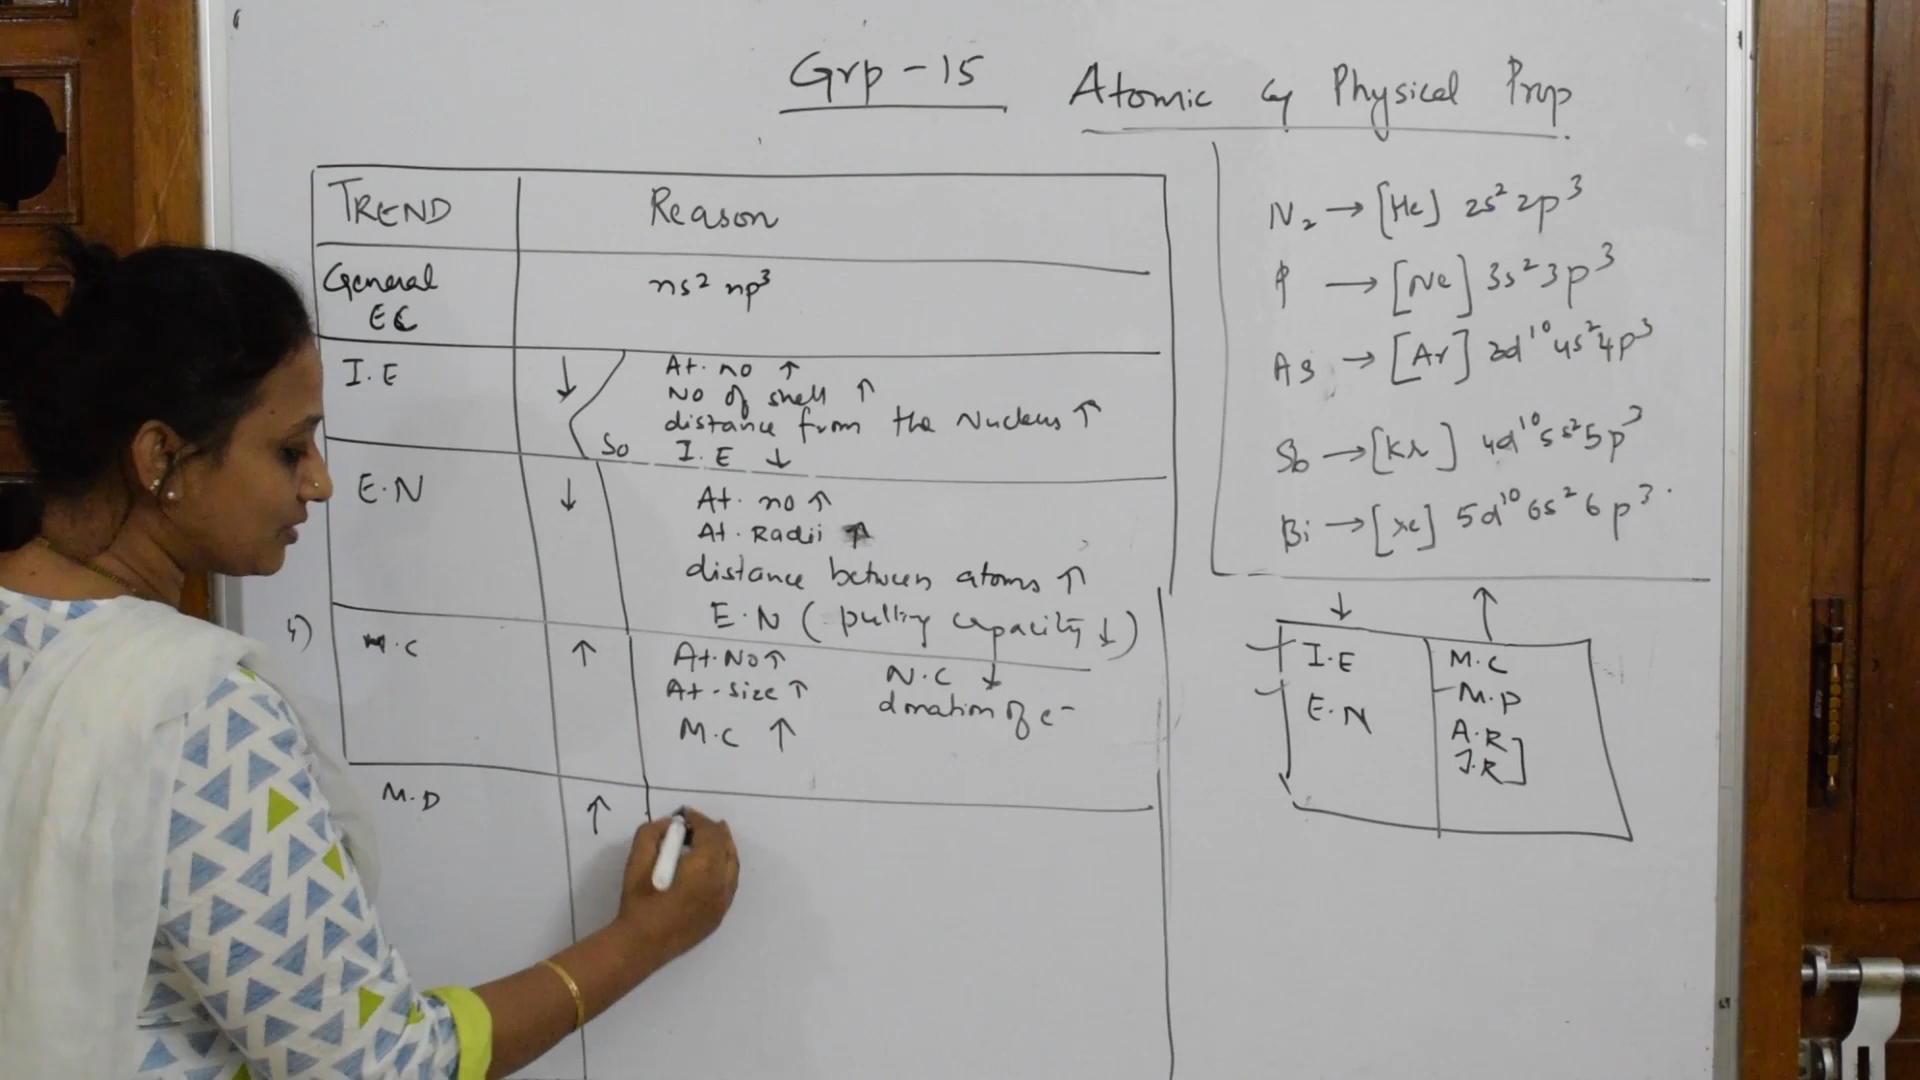 Grp - 15 Atomic & Physical Prop
TREND Reason
General
EC
ns² np³
I.E ↓
At. no ↑
No of shell ↑
distance from the Nucleus ↑
So I.E ↓
E.N ↓
At. no ↑
At. Radii ↑
distance between atoms ↑
E.N ( pulling capacity ↓ )
M.C ↑
At. No ↑
At - size ↑
M.C ↑
N.C ↓
donation of e-
M.D ↑
N₂ → [He] 2s² 2p³
P → [Ne] 3s² 3p³
As → [Ar] 3d¹⁰ 4s² 4p³
Sb → [Kr] 4d¹⁰ 5s² 5p³
Bi → [Xe] 5d¹⁰ 6s² 6p³
↓ ↑
I.E
E.N
M.C
M.P
A.R
I.R